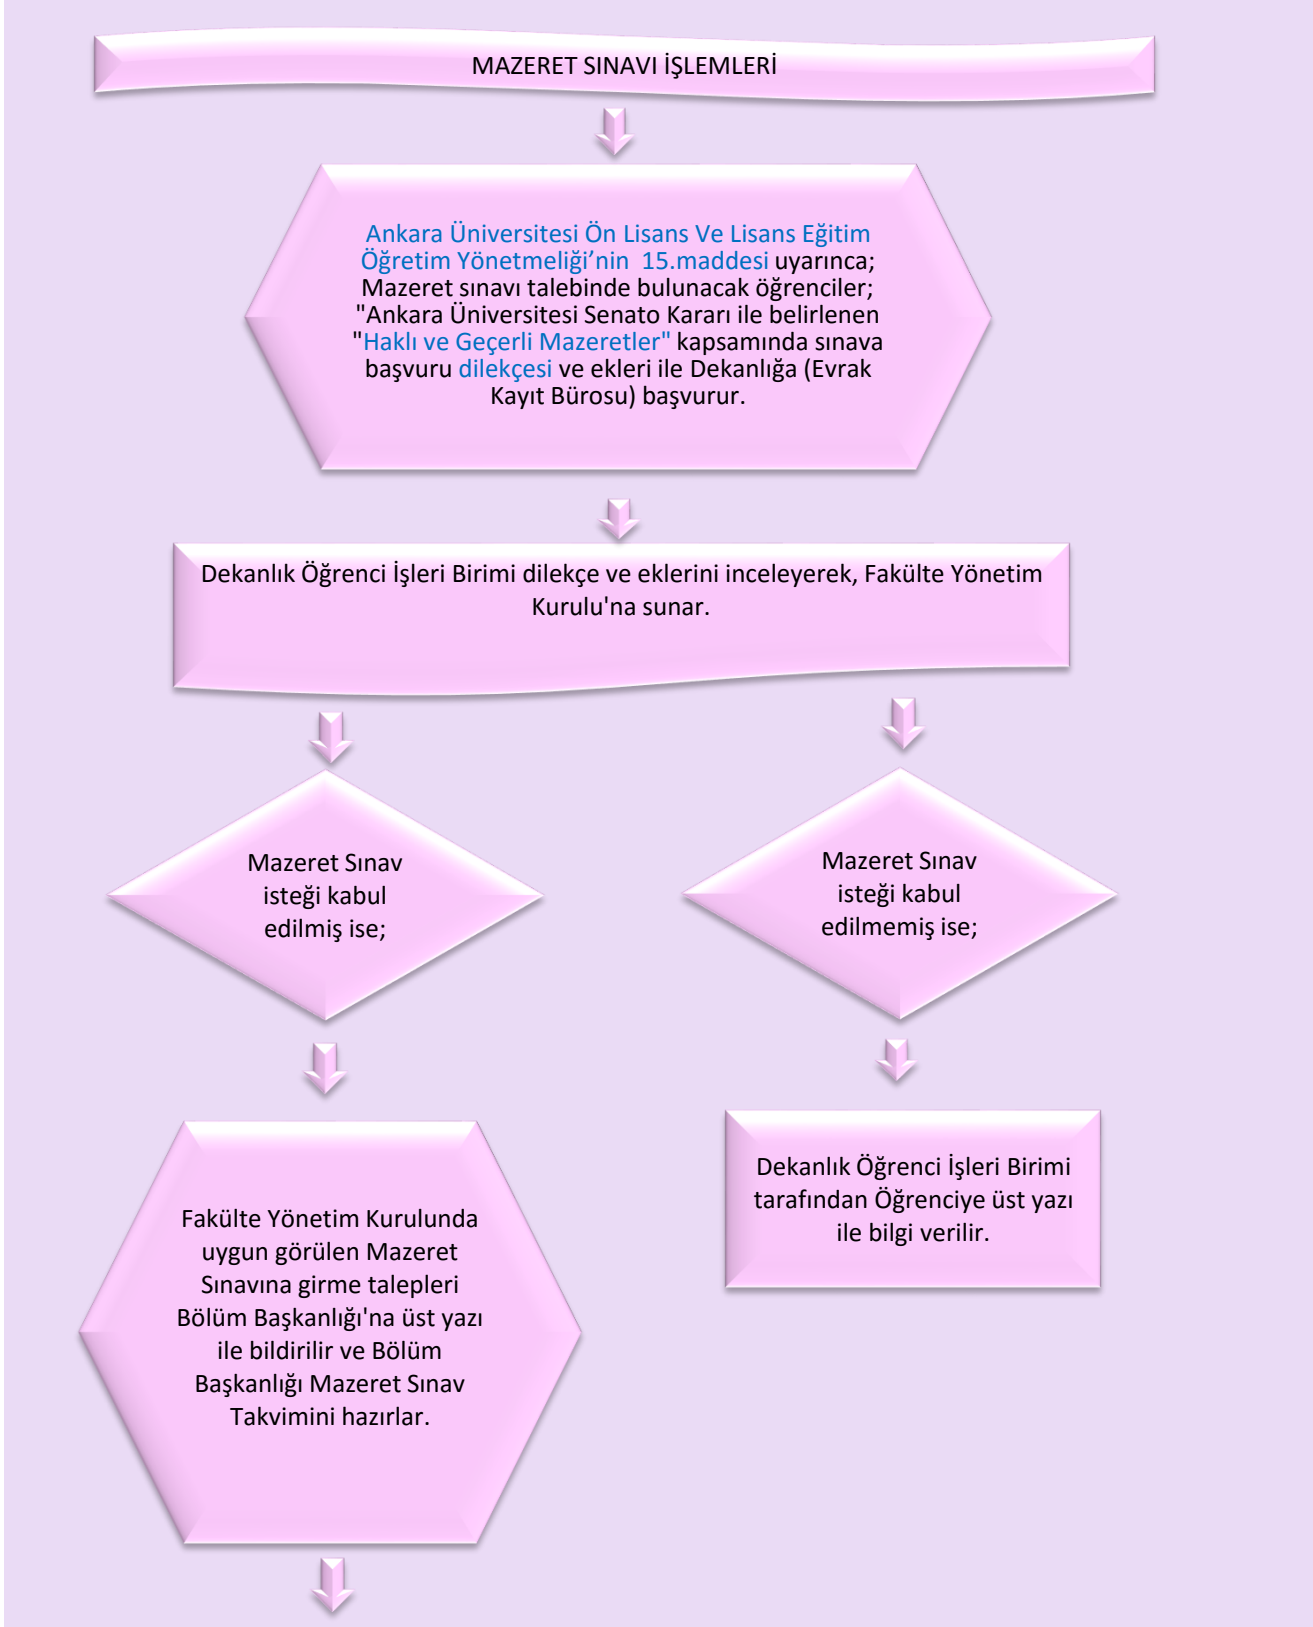 MAZERET SINAVI İŞLEMLERİ
Ankara Üniversitesi Ön Lisans Ve Lisans Eğitim
Öğretim Yönetmeliği’nin 15.maddesi uyarınca;
Mazeret sınavı talebinde bulunacak öğrenciler;
"Ankara Üniversitesi Senato Kararı ile belirlenen
"Haklı ve Geçerli Mazeretler" kapsamında sınava
başvuru dilekçesi ve ekleri ile Dekanlığa (Evrak
Kayıt Bürosu) başvurur.
Dekanlık Öğrenci İşleri Birimi dilekçe ve eklerini inceleyerek, Fakülte Yönetim
Kurulu'na sunar.
Mazeret Sınav
isteği kabul
edilmiş ise;
Mazeret Sınav
isteği kabul
edilmemiş ise;
Fakülte Yönetim Kurulunda
uygun görülen Mazeret
Sınavına girme talepleri
Bölüm Başkanlığı'na üst yazı
ile bildirilir ve Bölüm
Başkanlığı Mazeret Sınav
Takvimini hazırlar.
Dekanlık Öğrenci İşleri Birimi
tarafından Öğrenciye üst yazı
ile bilgi verilir.